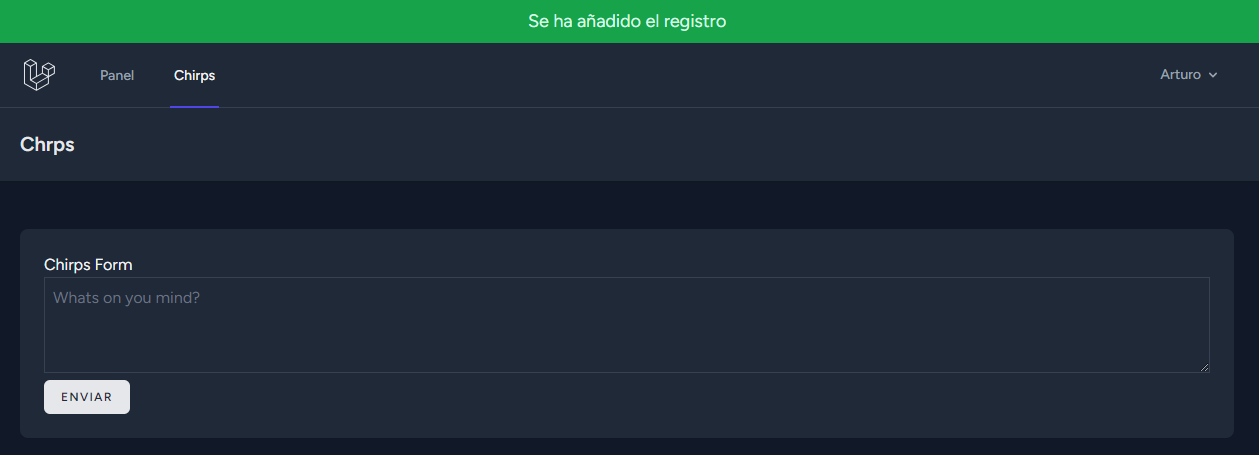 Se ha añadido el registro
Panel
Chirps
Arturo
Chrps
Chirps Form
Whats on you mind?
ENVIAR